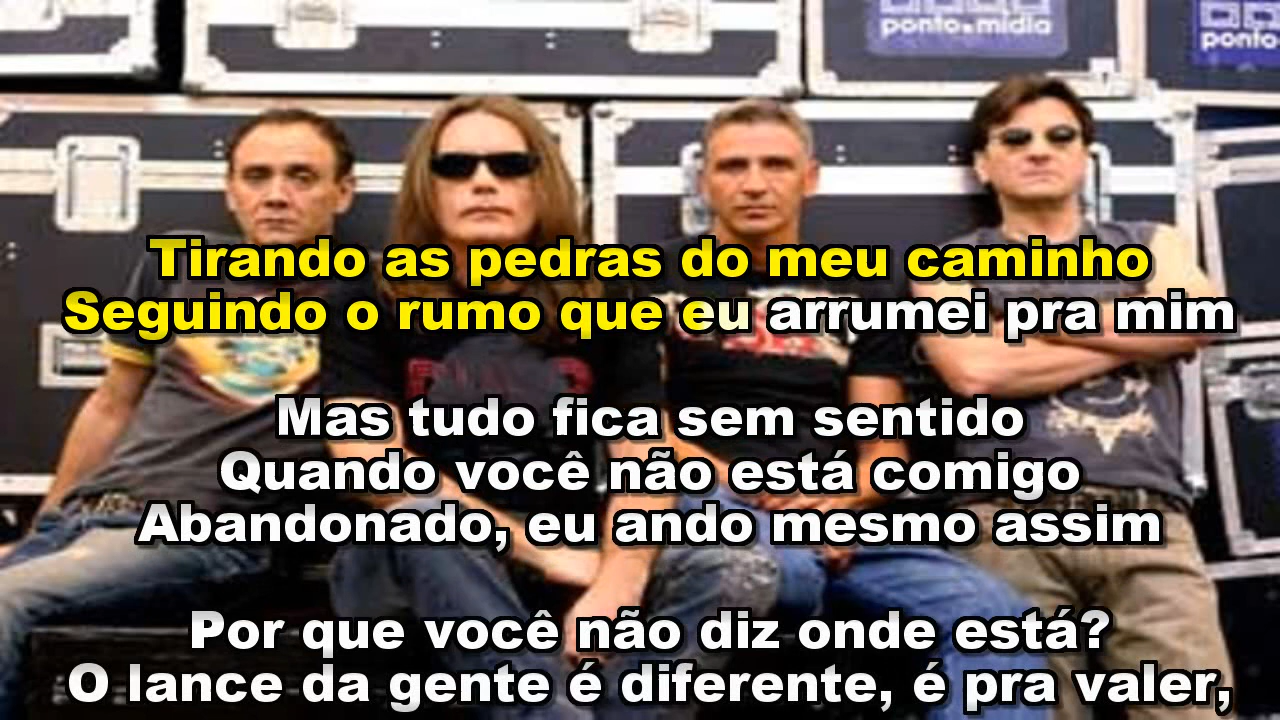 ponto mídia
ponto
Tirando as pedras do meu caminho
Seguindo o rumo que eu arrumei pra mim
Mas tudo fica sem sentido
Quando você não está comigo
Abandonado, eu ando mesmo assim
Por que você não diz onde está?
O lance da gente é diferente, é pra valer,